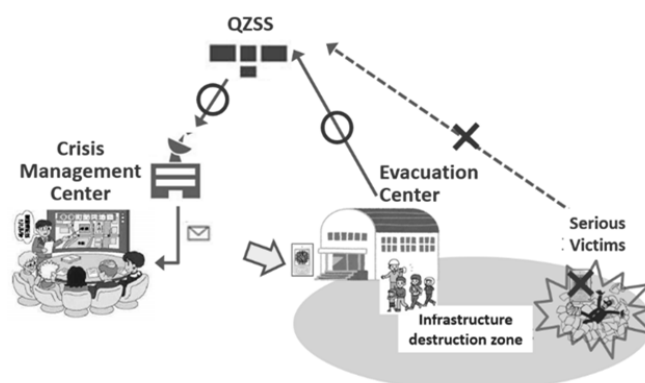 QZSS
Crisis
Management
Center
Evacuation
Center
Serious
Victims
Infrastructure
destruction zone